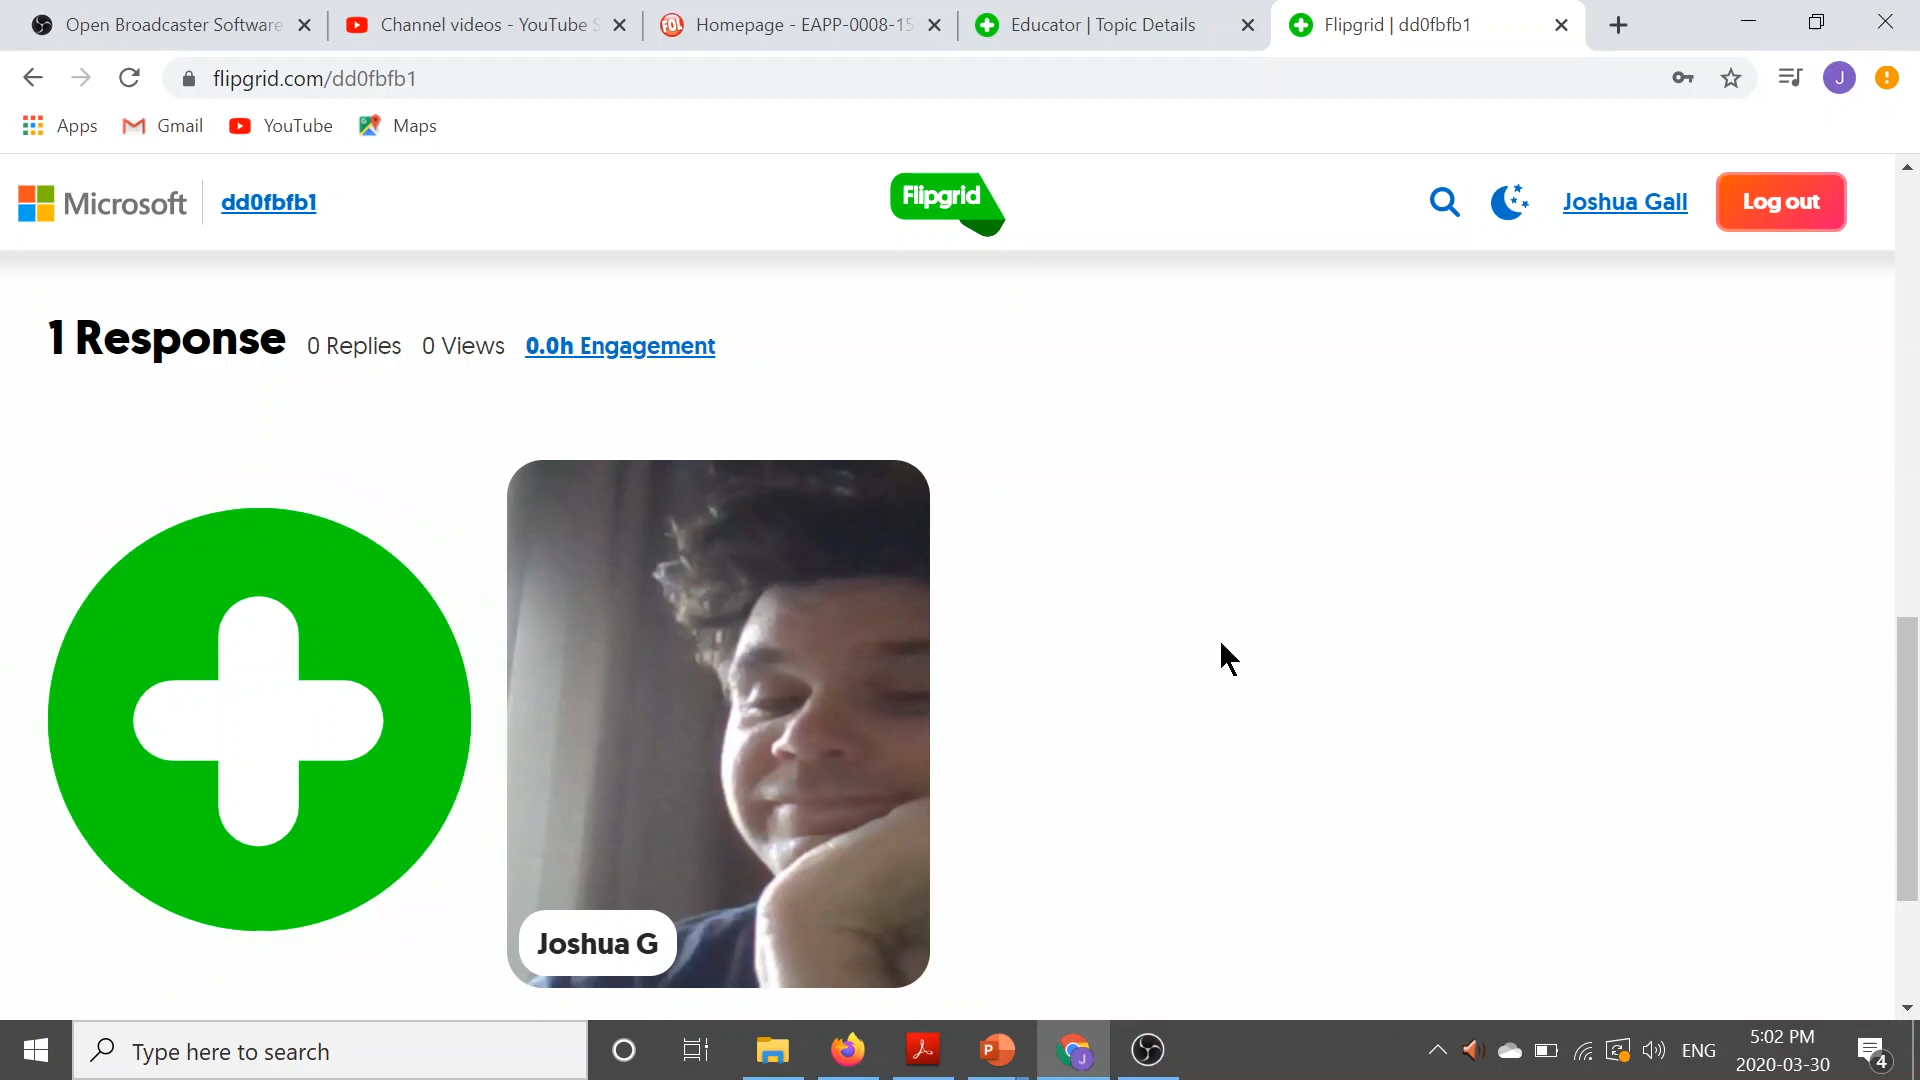 Open Broadcaster Software
Channel videos - YouTube S
Homepage - EAPP-0008-15
Educator | Topic Details
Flipgrid | dd0fbfb1
flipgrid.com/dd0fbfb1
J
Apps
Gmail
YouTube
Maps
Microsoft
dd0fbfb1
Flipgrid
Joshua Gall
Log out
1 Response
0 Replies
0 Views
0.0h Engagement
Joshua G
Type here to search
P
J
ENG
5:02 PM
2020-03-30
4